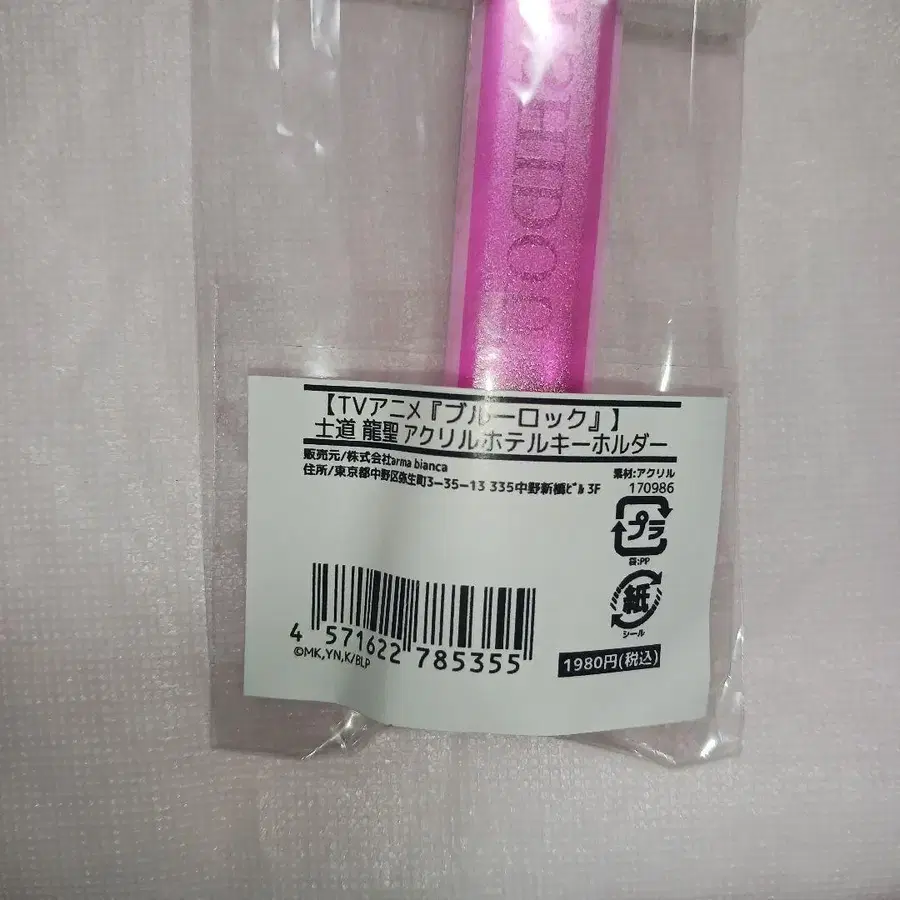 SHIDOU
【TVアニメ『ブルーロック』】
士道 龍聖 アクリルホテルキーホルダー
販売元/株式会社arma bianca
住所/東京都中野区弥生町3-35-13 335中野新橋ビル 3F
素材:アクリル
170986
プラ
袋:PP
紙
シール
4 571622 785355
©MK,YN,K/BLP
1980円(税込)